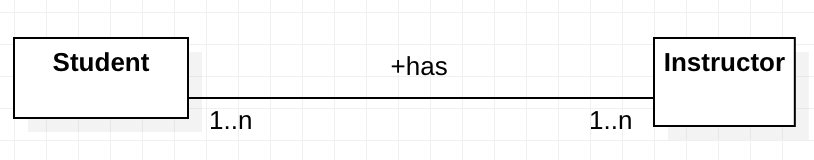 Student
+has
Instructor
1..n
1..n